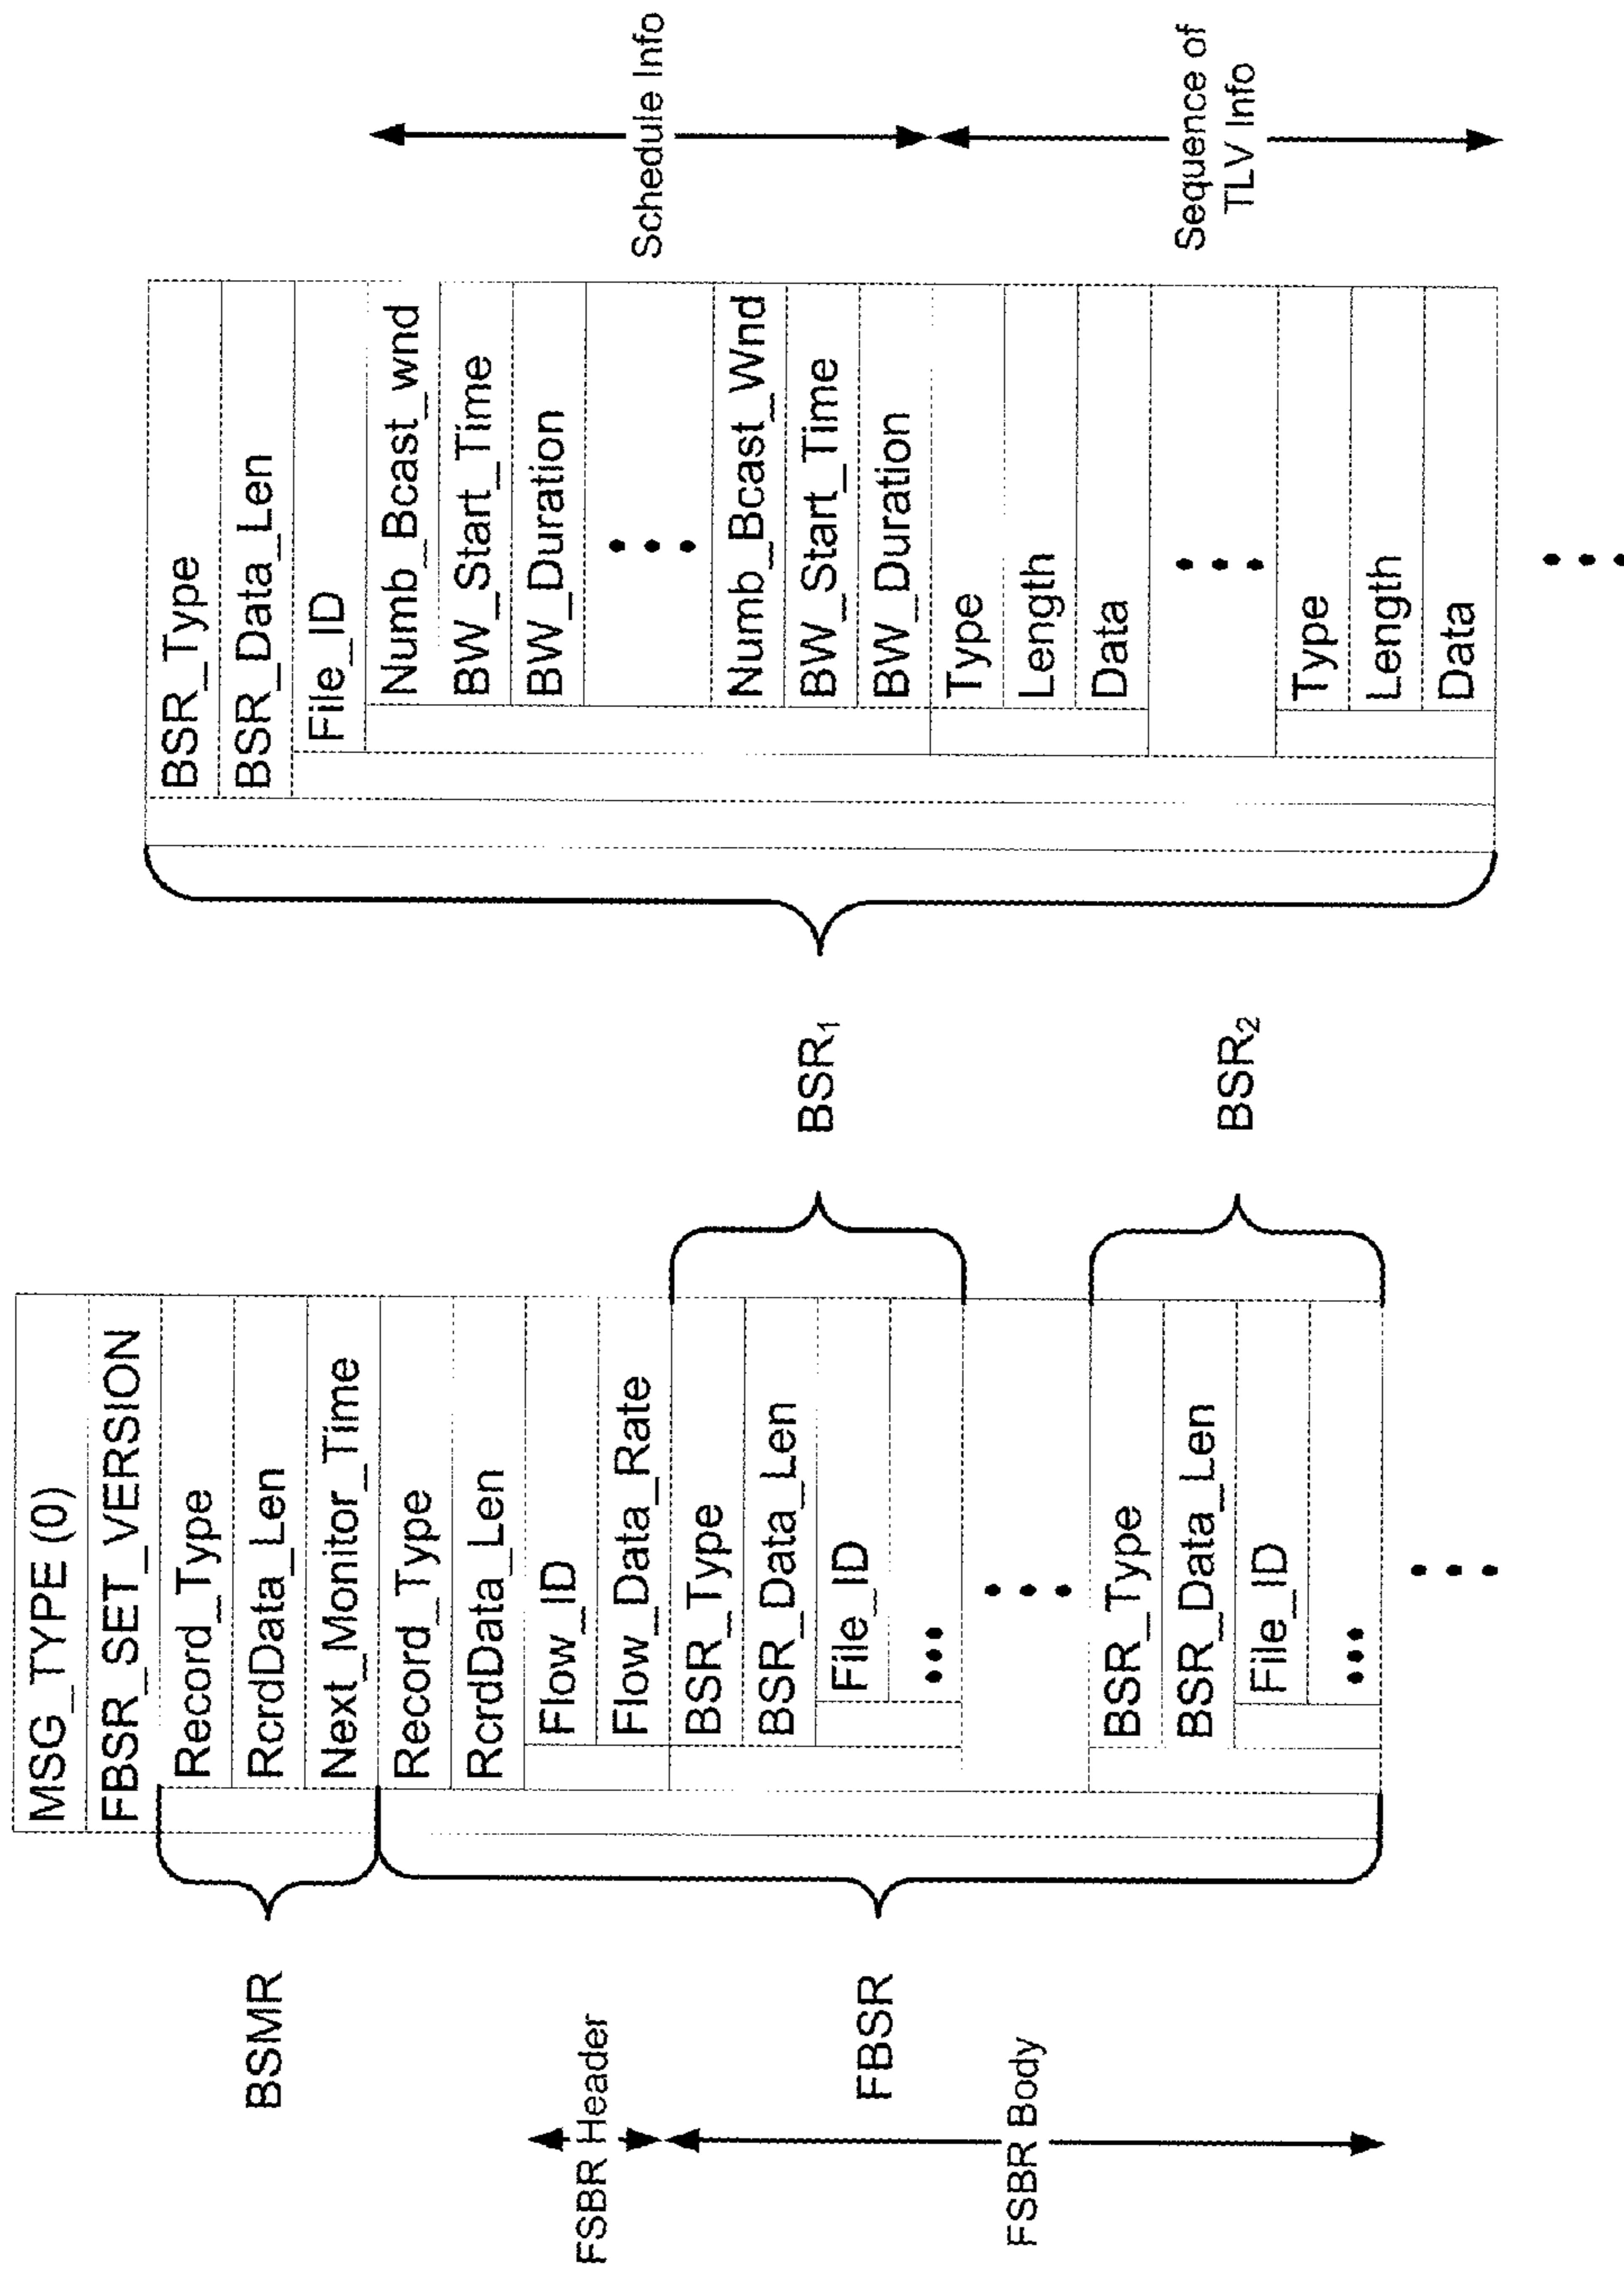 MSG_TYPE (0)
FBSR_SET_VERSION
Record_Type
RcrdData_Len
Next_Monitor_Time
Record_Type
RcrdData_Len
Flow_ID
Flow_Data_Rate
BSR_Type
BSR_Data_Len
File_ID
•••
•••
BSR_Type
BSR_Data_Len
File_ID
•••
•••
BSMR
FBSR
FSBR Header
FSBR Body
BSR₁
BSR₂
BSR_Type
BSR_Data_Len
File_ID
Numb_Bcast_wnd
BW_Start_Time
BW_Duration
•••
Numb_Bcast_Wnd
BW_Start_Time
BW_Duration
Type
Length
Data
•••
Type
Length
Data
•••
Schedule Info
Sequence of
TLV Info